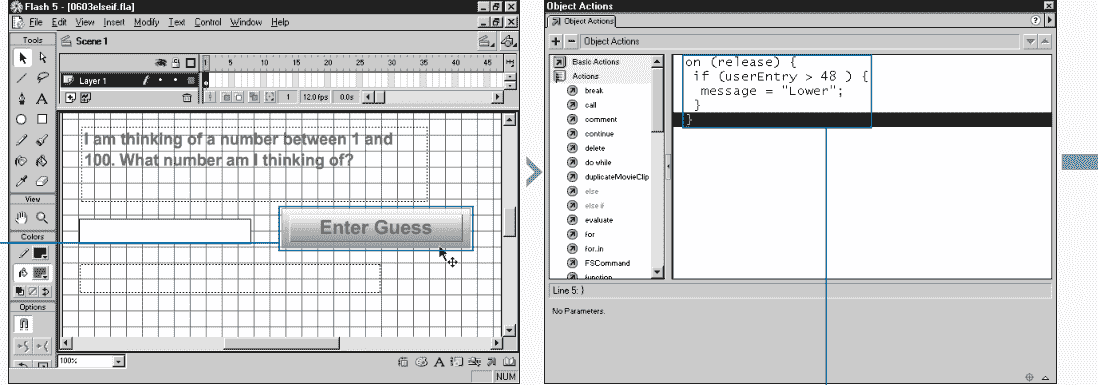 Flash 5 - [0603elseif.fla]
File Edit View Insert Modify Text Control Window Help
Tools
Scene 1
1 5 10 15 20 25 30 35 40 45
Layer 1
1 12.0 fps 0.0s
I am thinking of a number between 1 and
100. What number am I thinking of?
View
Enter Guess
Colors
Options
100%
NUM
Object Actions
Object Actions
Object Actions
Basic Actions
Actions
break
call
comment
continue
delete
do while
duplicateMovieClip
else
else if
evaluate
for
for..in
FSCommand
function
on (release) {
if (userEntry > 48 ) {
message = "Lower";
}
}
Line 5: }
No Parameters.